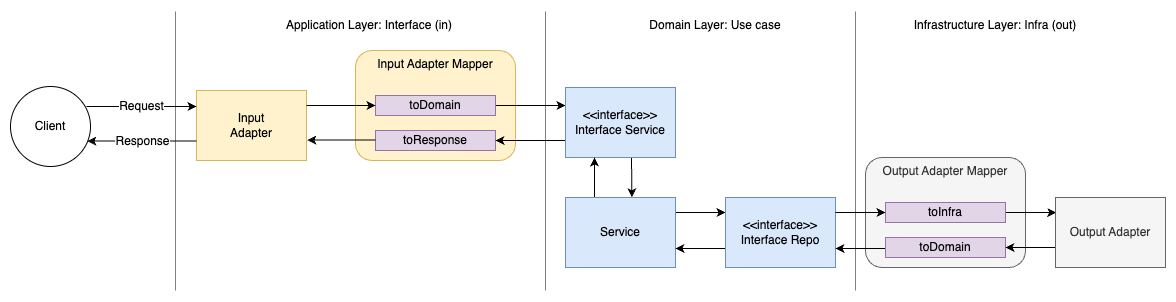 Application Layer: Interface (in)
Domain Layer: Use case
Infrastructure Layer: Infra (out)
Client
Request
Response
Input
Adapter
Input Adapter Mapper
toDomain
toResponse
<<interface>>
Interface Service
Service
<<interface>>
Interface Repo
Output Adapter Mapper
toInfra
toDomain
Output Adapter